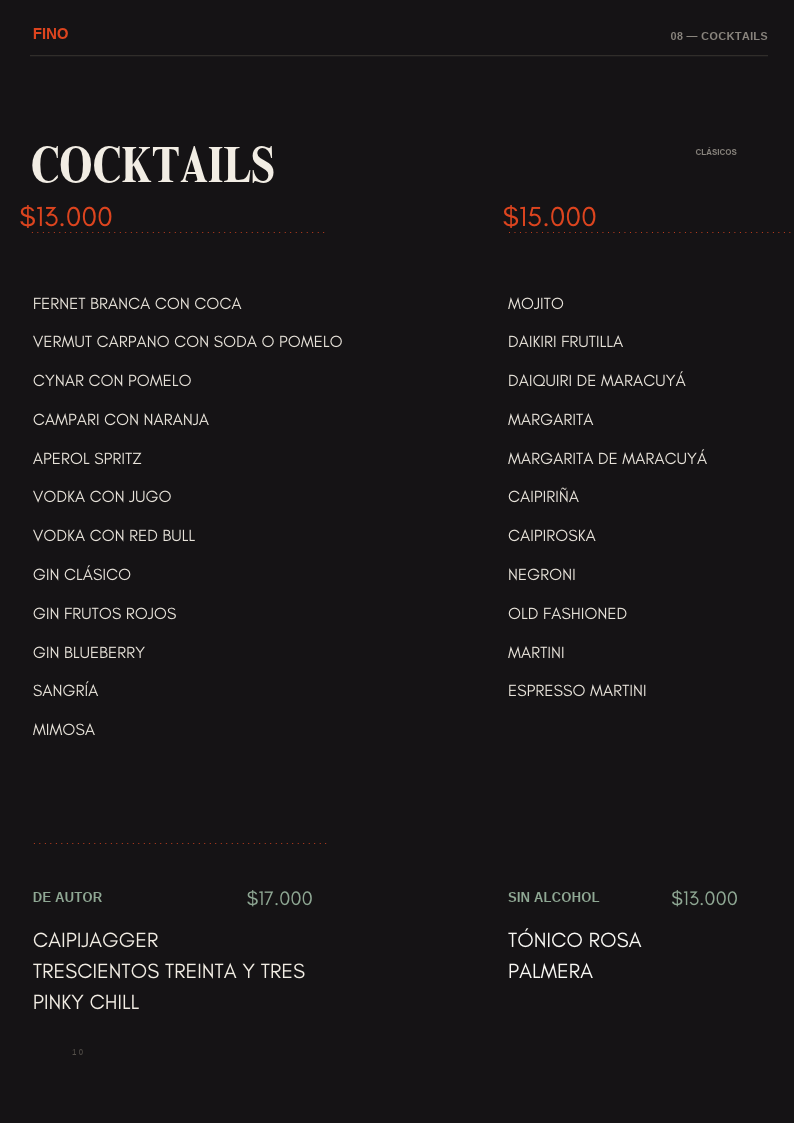 FINO
08 — COCKTAILS
COCKTAILS
CLÁSICOS
$13.000
FERNET BRANCA CON COCA
VERMUT CARPANO CON SODA O POMELO
CYNAR CON POMELO
CAMPARI CON NARANJA
APEROL SPRITZ
VODKA CON JUGO
VODKA CON RED BULL
GIN CLÁSICO
GIN FRUTOS ROJOS
GIN BLUEBERRY
SANGRÍA
MIMOSA
$15.000
MOJITO
DAIKIRI FRUTILLA
DAIQUIRI DE MARACUYÁ
MARGARITA
MARGARITA DE MARACUYÁ
CAIPIRIÑA
CAIPIROSKA
NEGRONI
OLD FASHIONED
MARTINI
ESPRESSO MARTINI
DE AUTOR $17.000
CAIPIJAGGER
TRESCIENTOS TREINTA Y TRES
PINKY CHILL
SIN ALCOHOL $13.000
TÓNICO ROSA
PALMERA
10